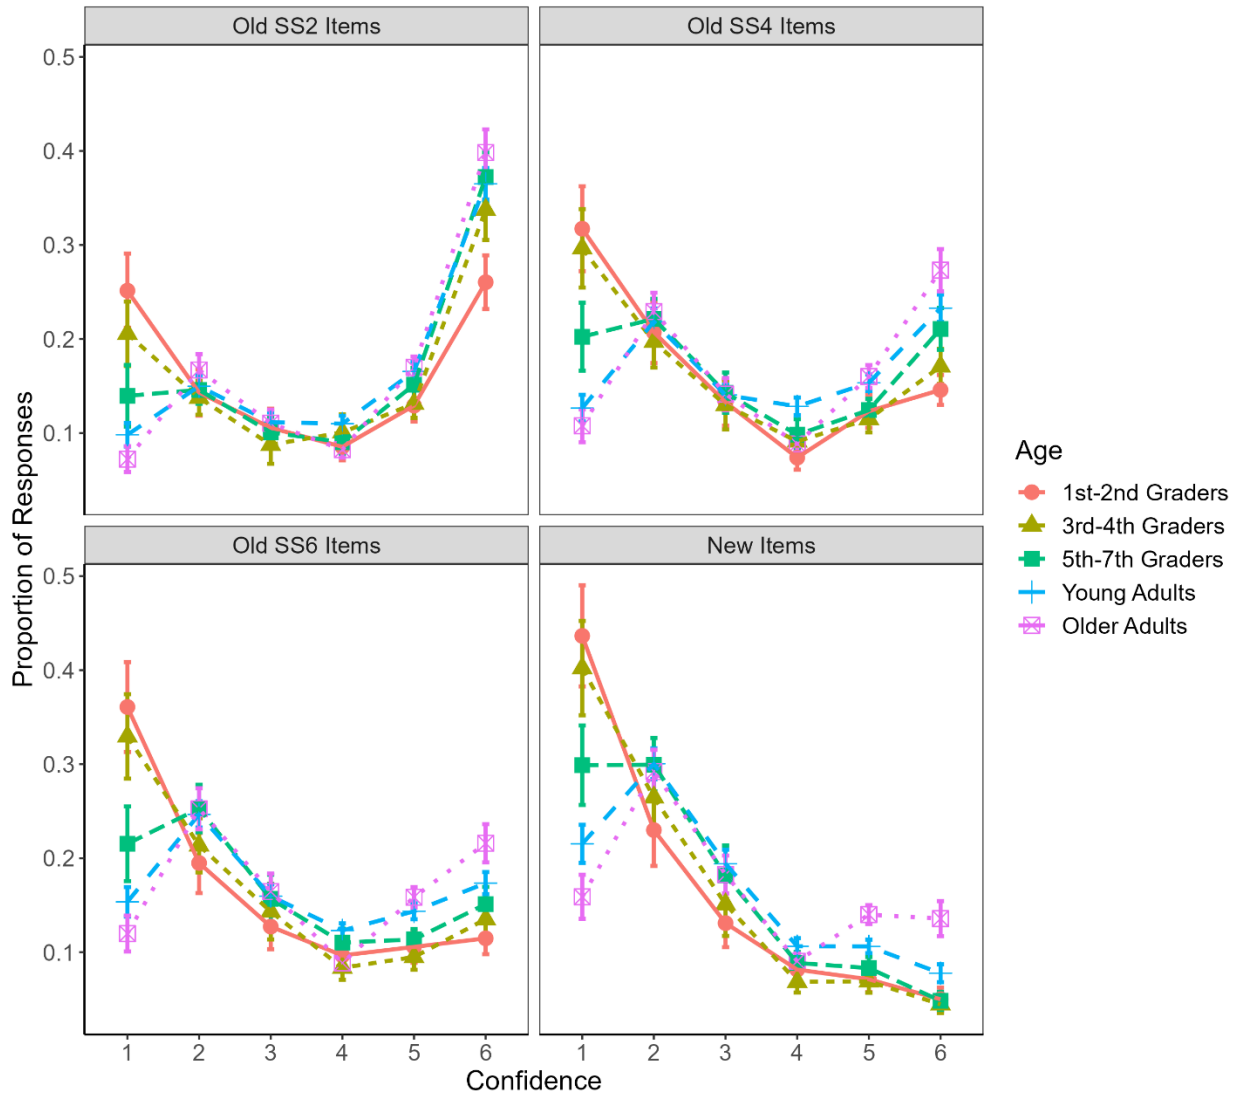 Old SS2 Items
Old SS4 Items
0.5
0.4
0.3
0.2
0.1
Old SS6 Items
New Items
0.5
0.4
0.3
0.2
0.1
1 2 3 4 5 6
1 2 3 4 5 6
Confidence
Proportion of Responses
Age
1st-2nd Graders
3rd-4th Graders
5th-7th Graders
Young Adults
Older Adults